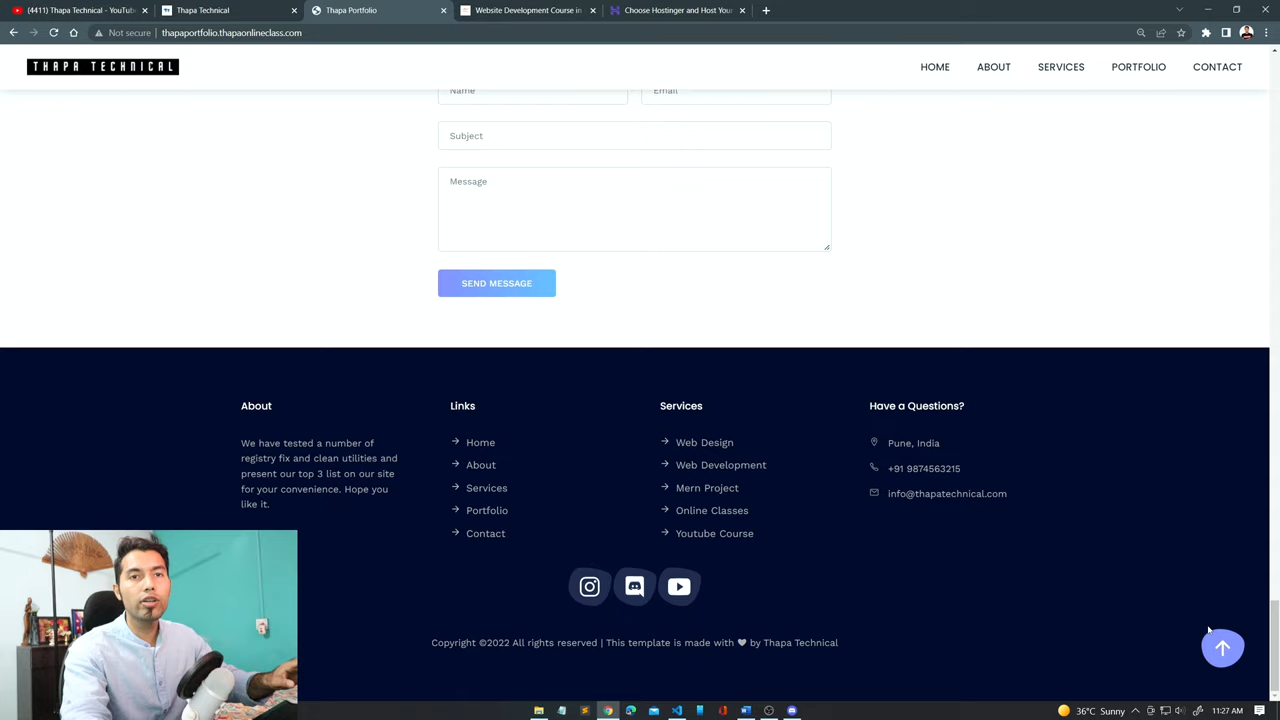 (4411) Thapa Technical - YouTub
Thapa Technical
Thapa Portfolio
Website Development Course in
Choose Hostinger and Host Your
Not secure | thapaportfolio.thapaonlineclass.com
THAPA TECHNICAL
HOME
ABOUT
SERVICES
PORTFOLIO
CONTACT
Name
Email
Subject
Message
SEND MESSAGE
About
We have tested a number of
registry fix and clean utilities and
present our top 3 list on our site
for your convenience. Hope you
like it.
Links
Home
About
Services
Portfolio
Contact
Services
Web Design
Web Development
Mern Project
Online Classes
Youtube Course
Have a Questions?
Pune, India
+91 9874563215
info@thapatechnical.com
Copyright ©2022 All rights reserved | This template is made with ❤ by Thapa Technical
36°C Sunny
11:27 AM